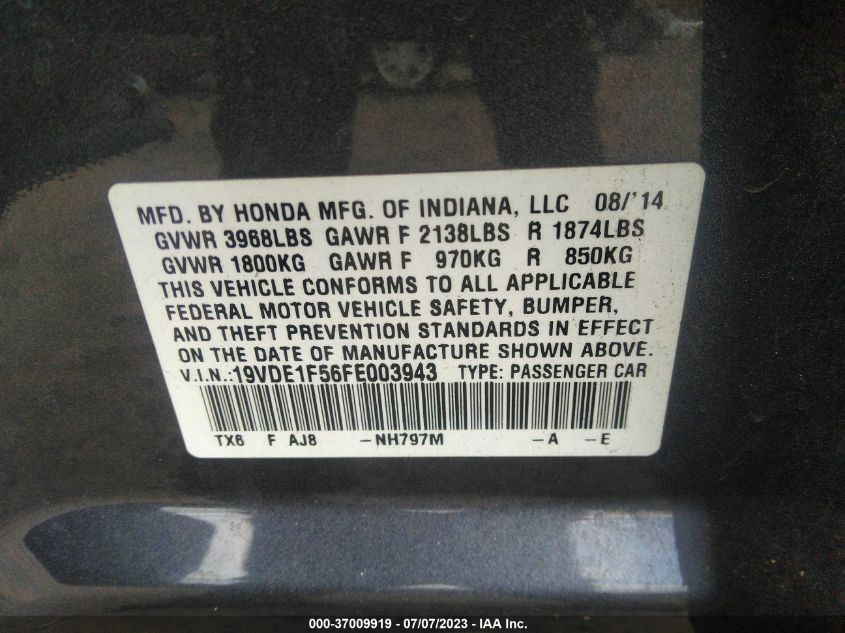 MFD. BY HONDA MFG. OF INDIANA, LLC 08/'14
GVWR 3968LBS GAWR F 2138LBS R 1874LBS
GVWR 1800KG GAWR F 970KG R 850KG
THIS VEHICLE CONFORMS TO ALL APPLICABLE
FEDERAL MOTOR VEHICLE SAFETY, BUMPER,
AND THEFT PREVENTION STANDARDS IN EFFECT
ON THE DATE OF MANUFACTURE SHOWN ABOVE.
V.I.N.:19VDE1F56FE003943 TYPE: PASSENGER CAR
TX6 F AJ8 -NH797M -A -E
000-37009919 / 07/07/2023 - IAA Inc.